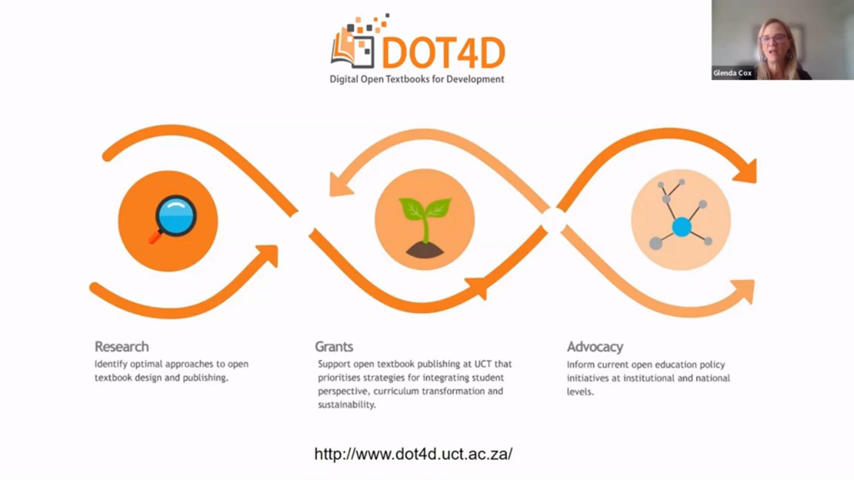 DOT4D
Digital Open Textbooks for Development
Glenda Cox
Research
Identify optimal approaches to open
textbook design and publishing.
Grants
Support open textbook publishing at UCT that
prioritises strategies for integrating student
perspective, curriculum transformation and
sustainability.
Advocacy
Inform current open education policy
initiatives at institutional and national
levels.
http://www.dot4d.uct.ac.za/